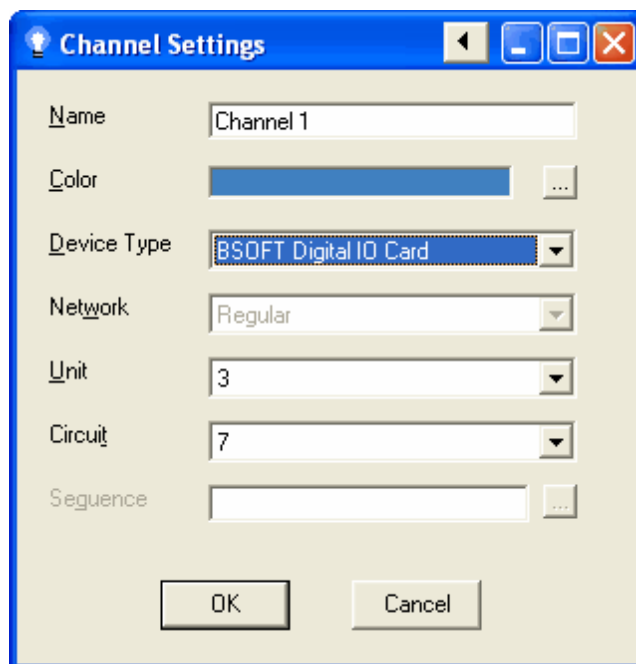 Channel Settings
Name
Channel 1
Color
...
Device Type
BSOFT Digital IO Card
Network
Regular
Unit
3
Circuit
7
Sequence
...
OK
Cancel